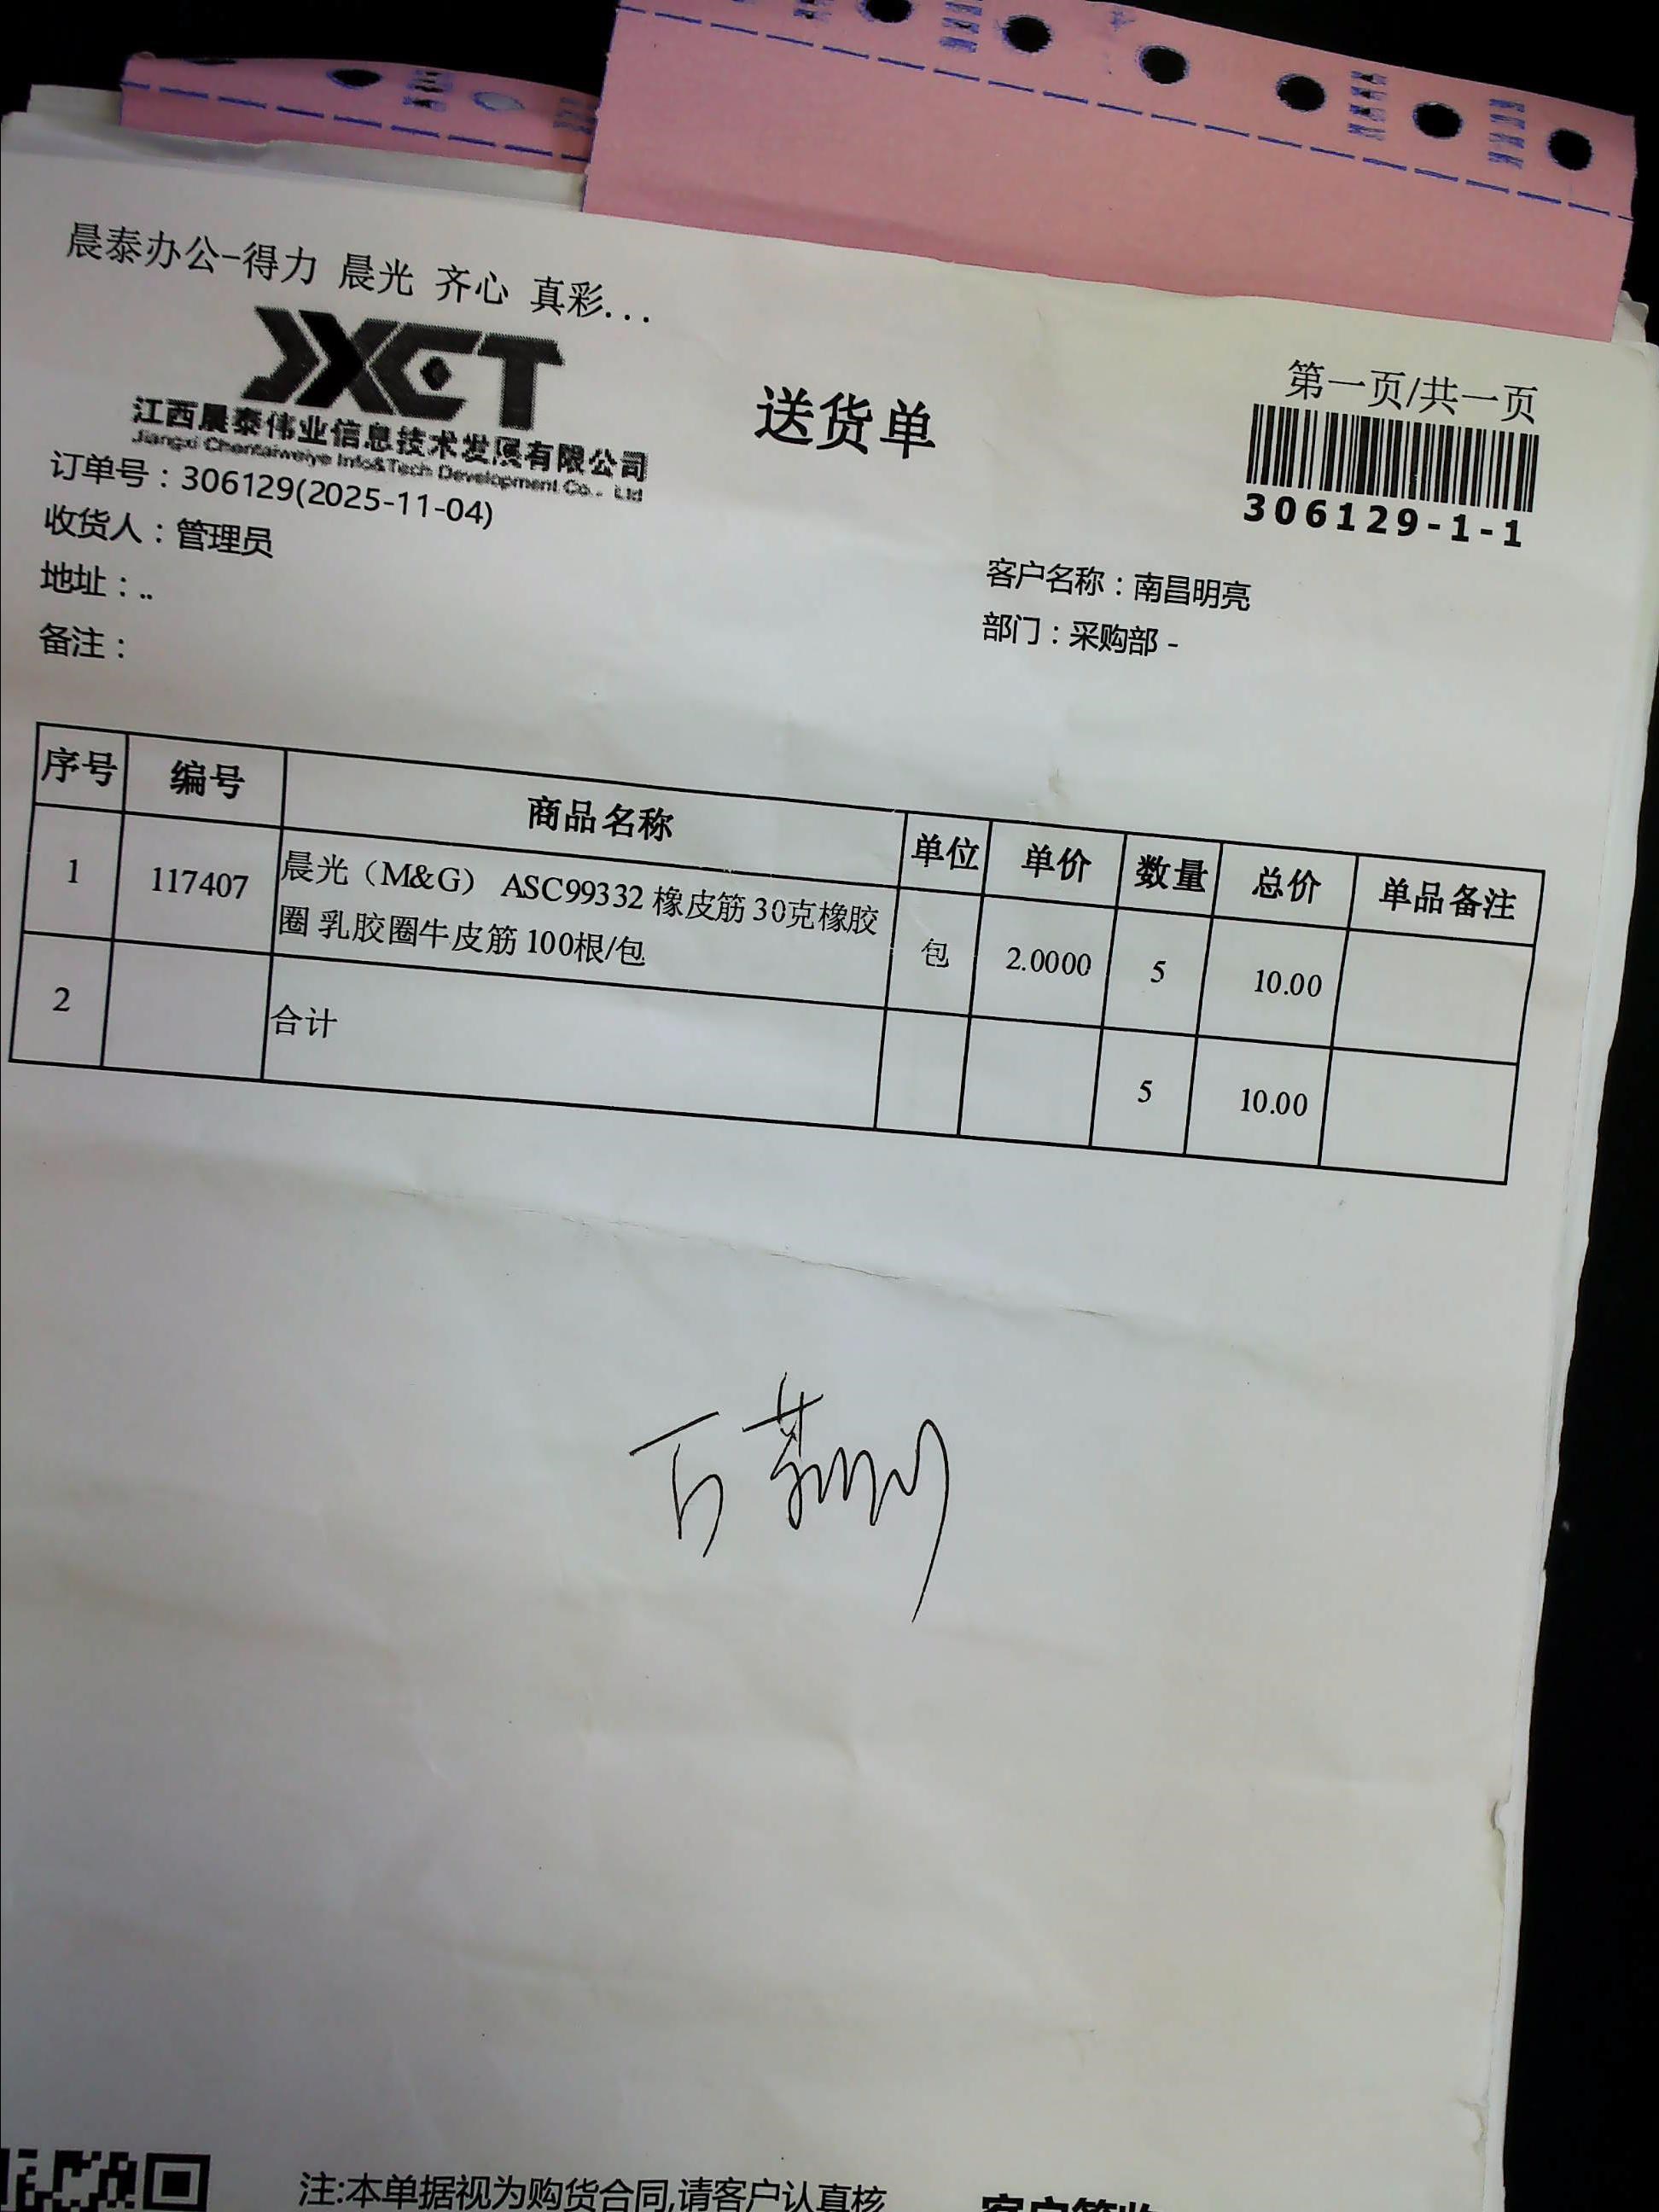 晨泰办公-得力 晨光 齐心 真彩...
JXCT
江西晨泰伟业信息技术发展有限公司
Jiangxi Chentaiweiye Info&Tech Development Co., Ltd
送货单
第一页/共一页
306129-1-1
订单号：306129(2025-11-04)
收货人：管理员
地址：..
备注：
客户名称：南昌明亮
部门：采购部 -
序号 编号 商品名称 单位 单价 数量 总价 单品备注
1 117407 晨光（M&G） ASC99332 橡皮筋 30克橡胶
圈 乳胶圈牛皮筋 100根/包 包 2.0000 5 10.00
2 合计 5 10.00
注:本单据视为购货合同,请客户认真核